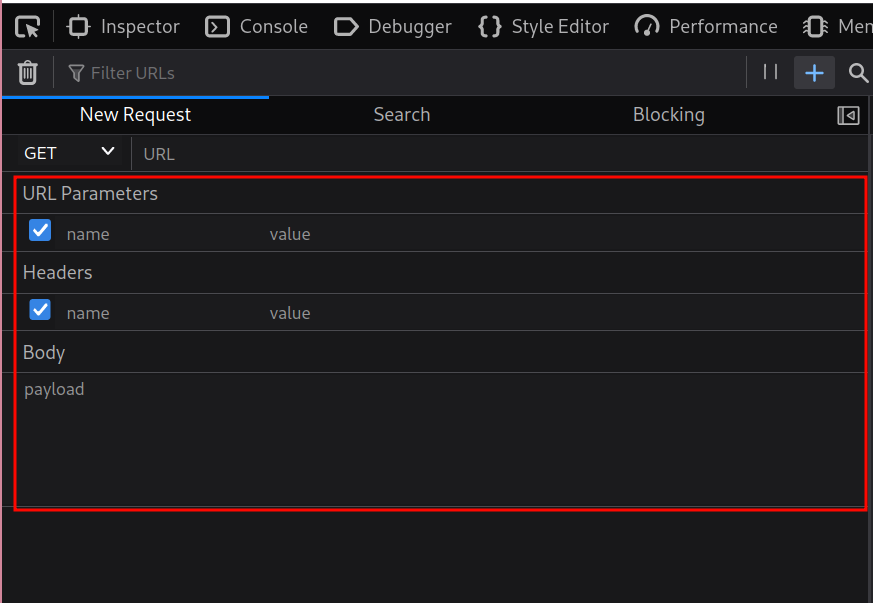 Inspector Console Debugger Style Editor Performance Mem
Filter URLs
New Request Search Blocking
GET URL
URL Parameters
name value
Headers
name value
Body
payload